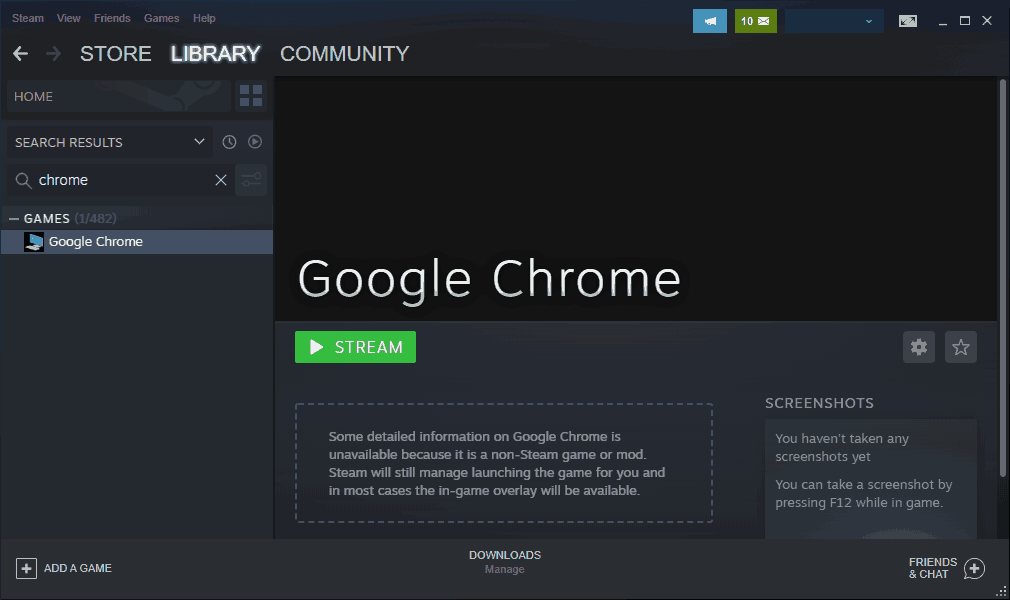 Steam View Friends Games Help
10
STORE LIBRARY COMMUNITY
HOME
SEARCH RESULTS
chrome
GAMES (1/482)
Google Chrome
Google Chrome
STREAM
Some detailed information on Google Chrome is
unavailable because it is a non-Steam game or mod.
Steam will still manage launching the game for you and
in most cases the in-game overlay will be available.
SCREENSHOTS
You haven't taken any
screenshots yet
You can take a screenshot by
pressing F12 while in game.
ADD A GAME
DOWNLOADS
Manage
FRIENDS
& CHAT